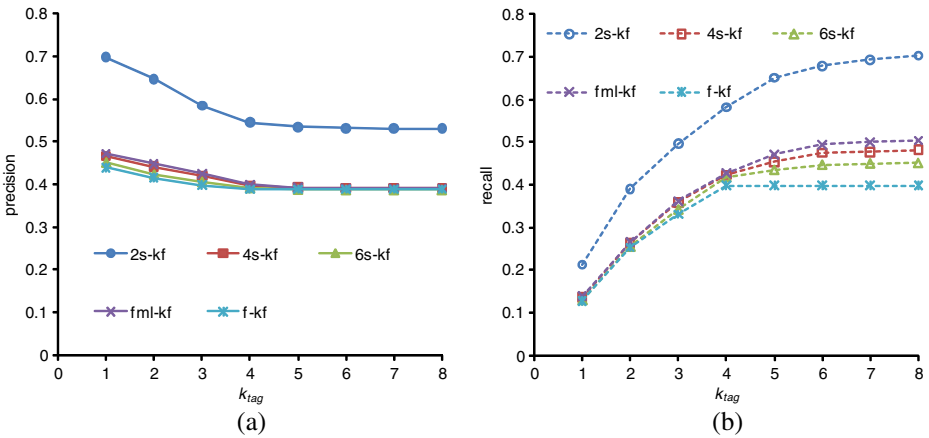 0.8
0.7
0.6
0.5
0.4
0.3
0.2
0.1
0
precision
2s-kf 4s-kf 6s-kf
fml-kf f-kf
0 1 2 3 4 5 6 7 8
k_tag
(a)
0.8
0.7
0.6
0.5
0.4
0.3
0.2
0.1
0
recall
2s-kf 4s-kf 6s-kf
fml-kf f-kf
0 1 2 3 4 5 6 7 8
k_tag
(b)